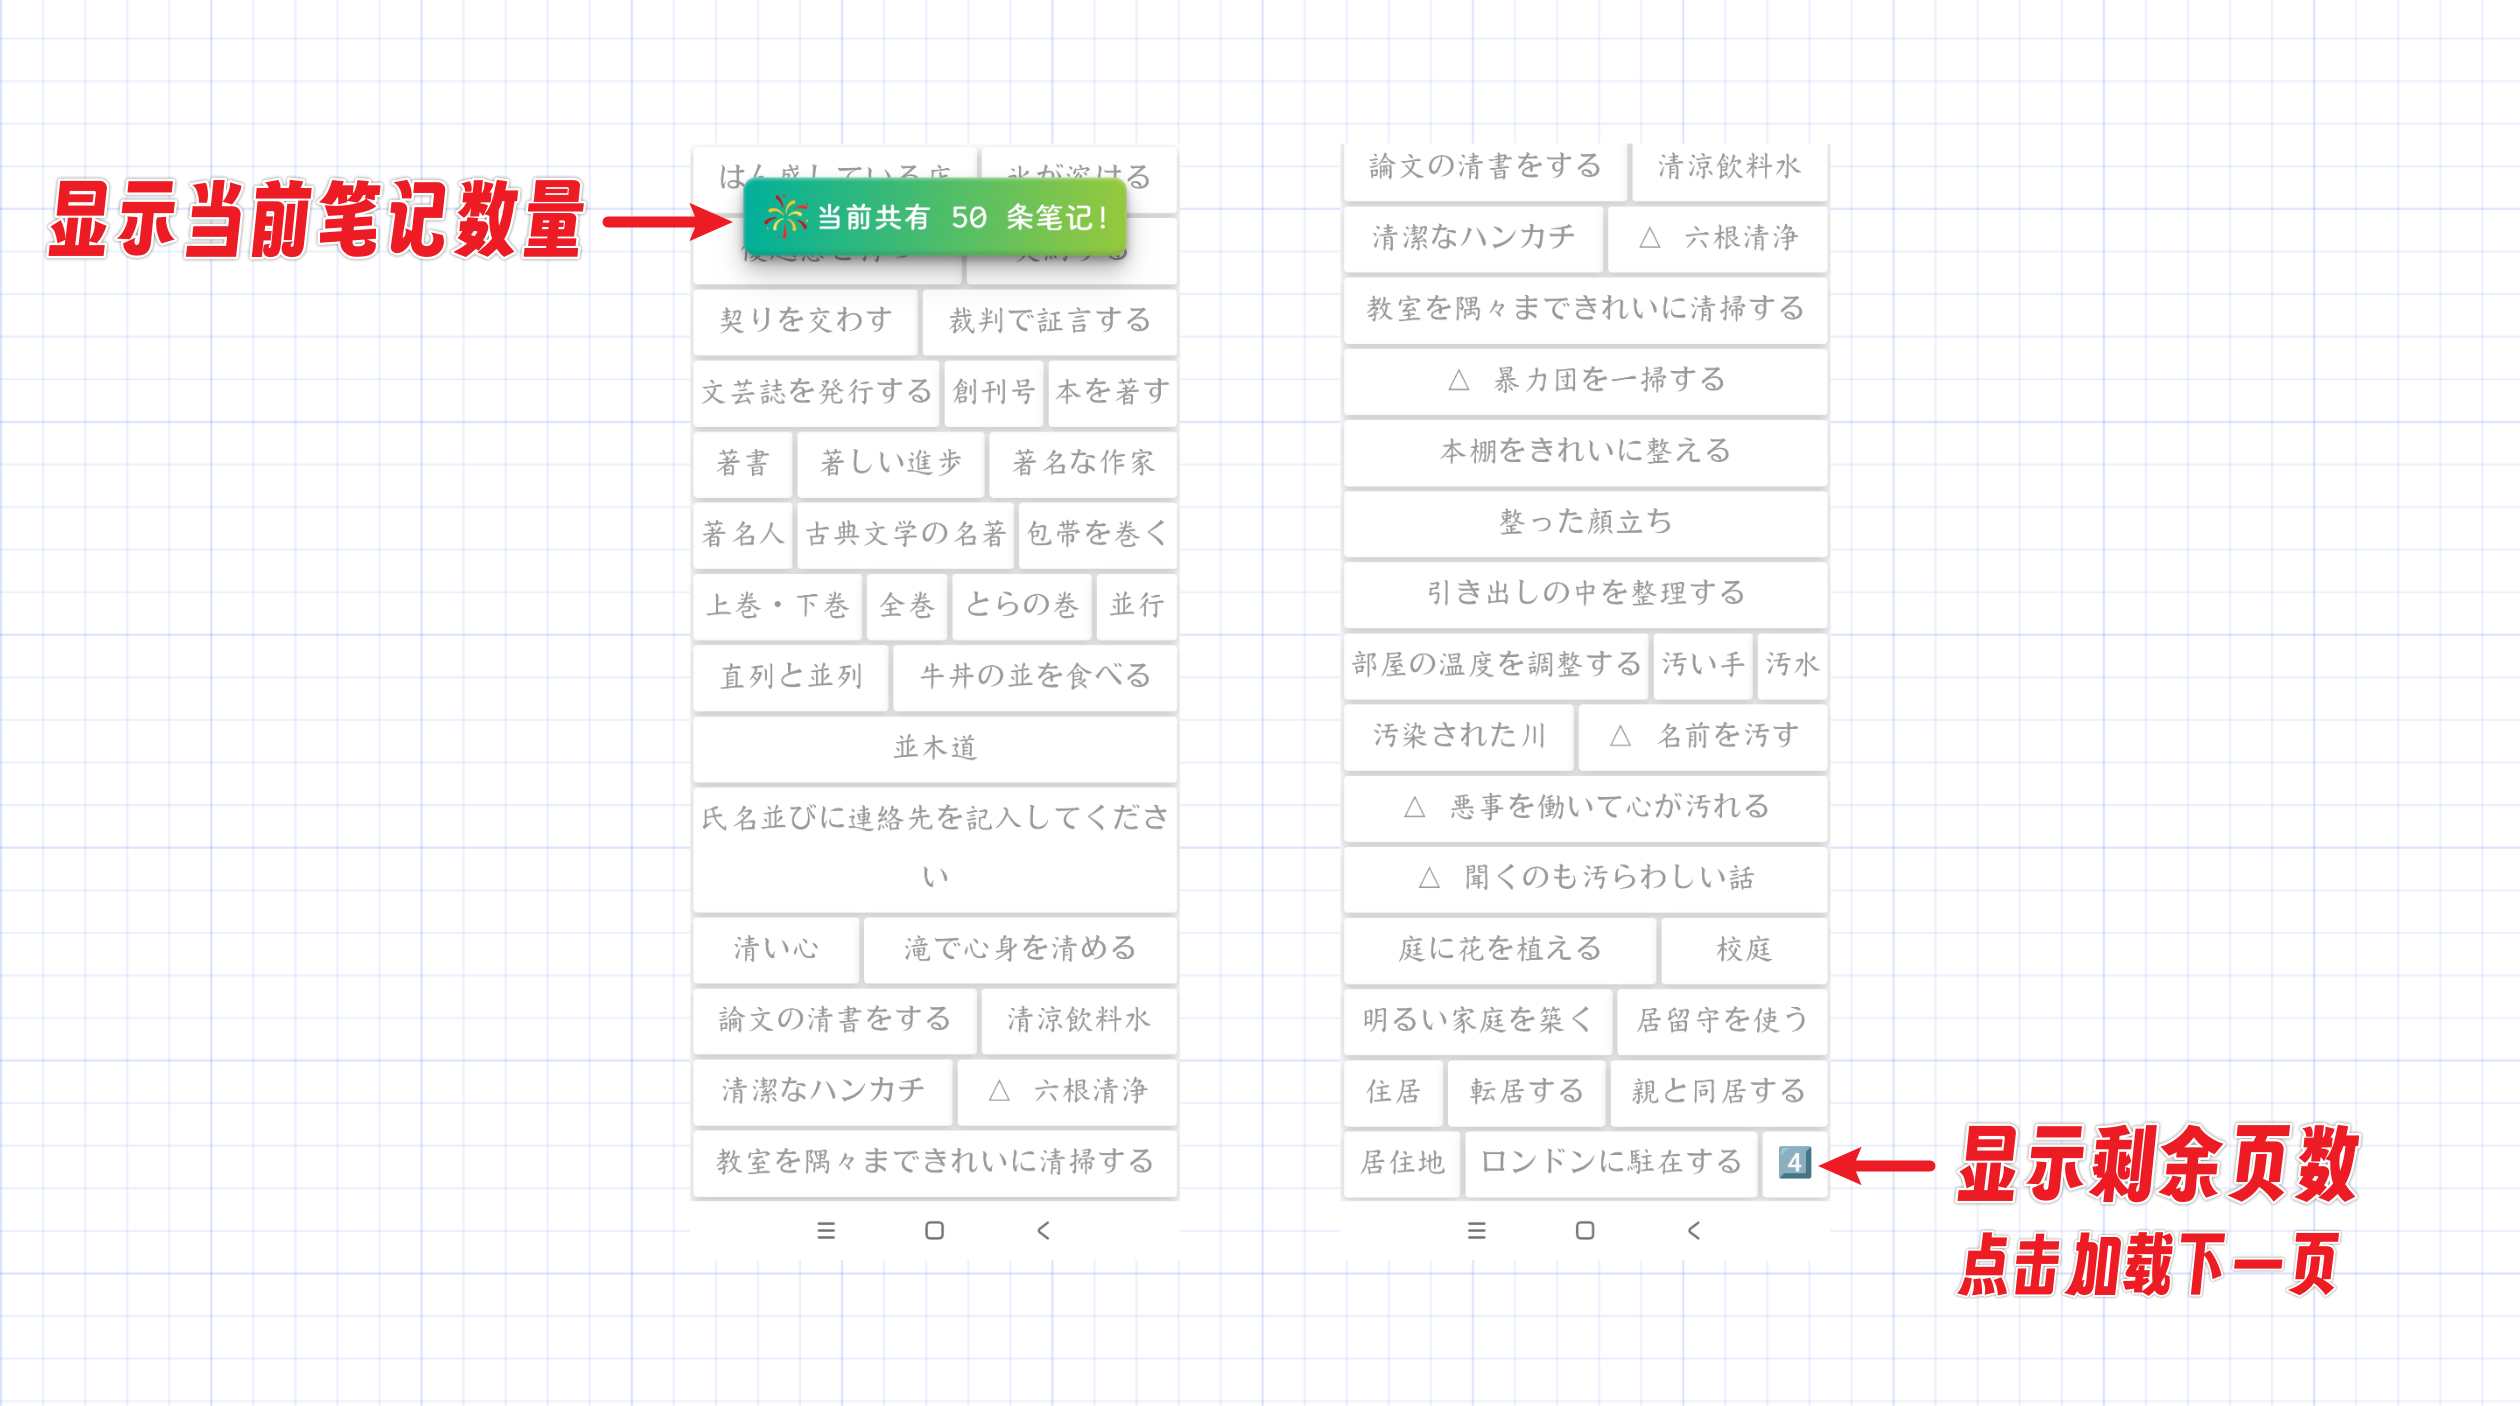 显示当前笔记数量
当前共有 50 条笔记!
契りを交わす 裁判で証言する
文芸誌を発行する 創刊号 本を著す
著書 著しい進歩 著名な作家
著名人 古典文学の名著 包帯を巻く
上巻・下巻 全巻 とらの巻 並行
直列と並列 牛丼の並を食べる
並木道
氏名並びに連絡先を記入してくださ
い
清い心 滝で心身を清める
論文の清書をする 清涼飲料水
清潔なハンカチ △ 六根清浄
教室を隅々まできれいに清掃する
論文の清書をする 清涼飲料水
清潔なハンカチ △ 六根清浄
教室を隅々まできれいに清掃する
△ 暴力団を一掃する
本棚をきれいに整える
整った顔立ち
引き出しの中を整理する
部屋の温度を調整する 汚い手 汚水
汚染された川 △ 名前を汚す
△ 悪事を働いて心が汚れる
△ 聞くのも汚らわしい話
庭に花を植える 校庭
明るい家庭を築く 居留守を使う
住居 転居する 親と同居する
居住地 ロンドンに駐在する 4
显示剩余页数
点击加载下一页